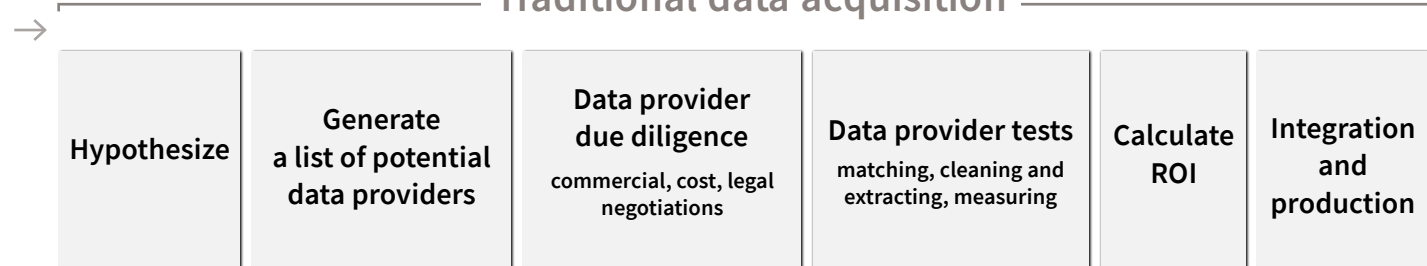 Traditional data acquisition
Hypothesize
Generate
a list of potential
data providers
Data provider
due diligence
commercial, cost, legal
negotiations
Data provider tests
matching, cleaning and
extracting, measuring
Calculate
ROI
Integration
and
production